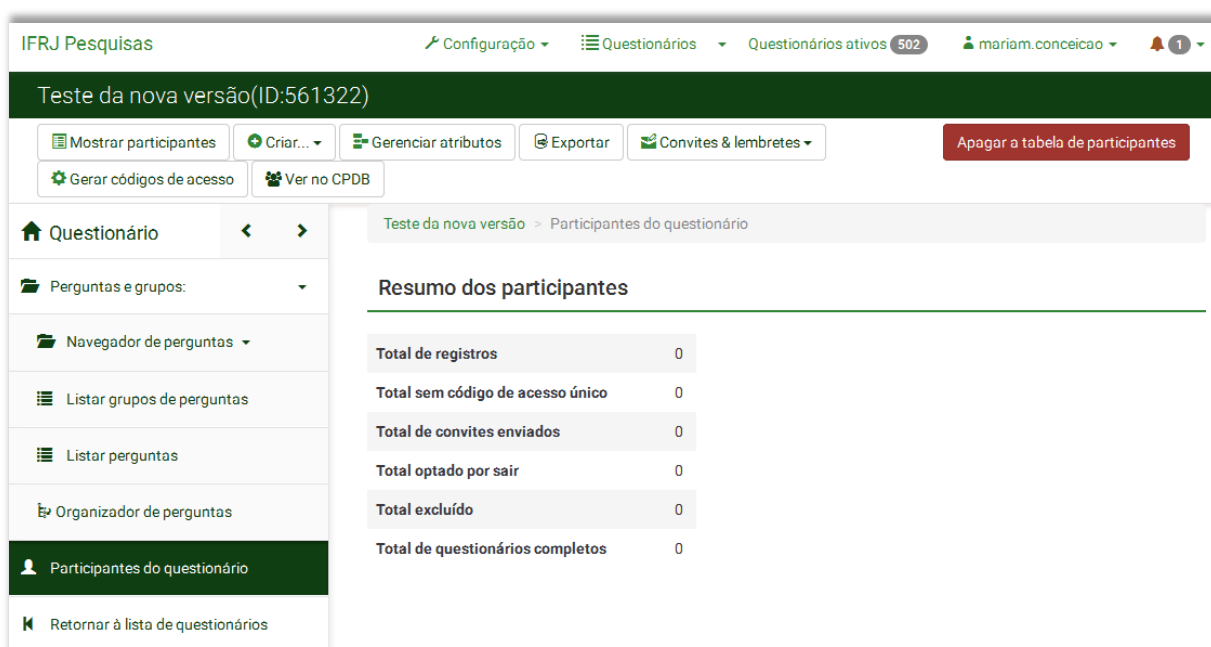 IFRJ Pesquisas Configuração Questionários Questionários ativos 502 mariam.conceicao 1
Teste da nova versão(ID:561322)
Mostrar participantes Criar... Gerenciar atributos Exportar Convites & lembretes Apagar a tabela de participantes
Gerar códigos de acesso Ver no CPDB
Questionário
Teste da nova versão > Participantes do questionário
Perguntas e grupos:
Navegador de perguntas
Listar grupos de perguntas
Listar perguntas
Organizador de perguntas
Participantes do questionário
Retornar à lista de questionários
Resumo dos participantes
Total de registros 0
Total sem código de acesso único 0
Total de convites enviados 0
Total optado por sair 0
Total excluído 0
Total de questionários completos 0